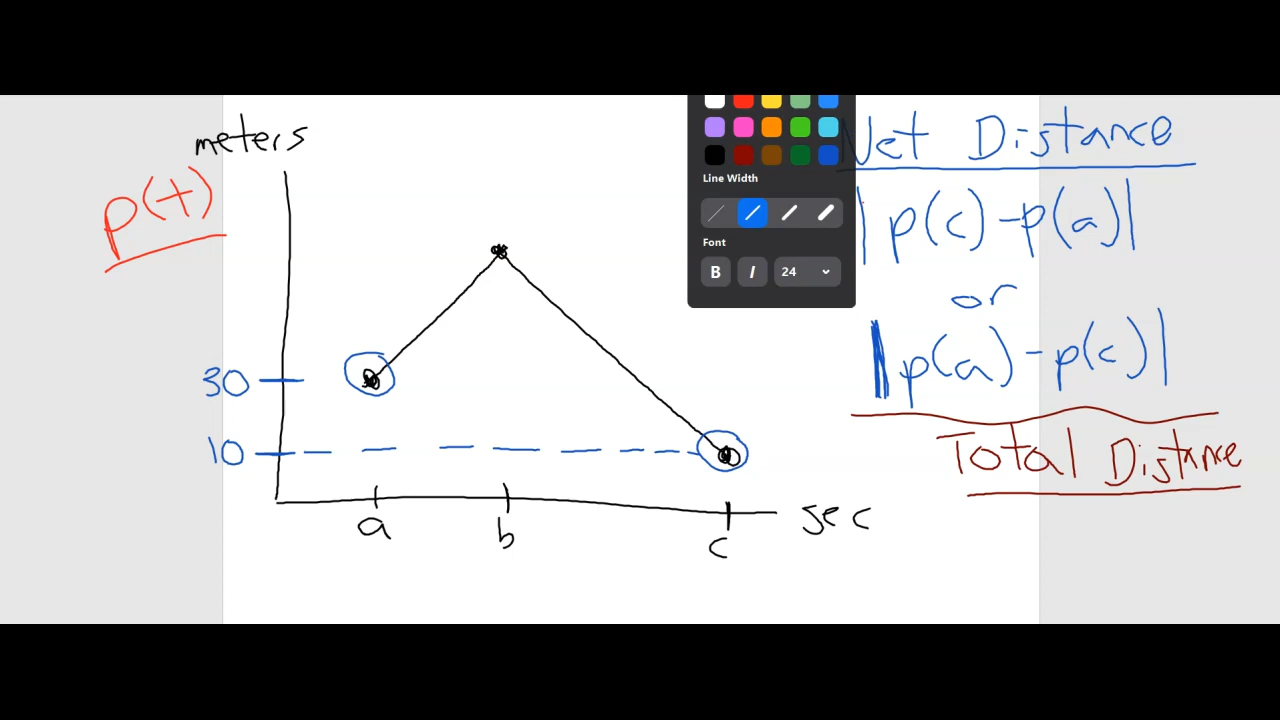 meters
p(t)
30
10
a
b
c
sec
Line Width
Font
B
I
24
Net Distance
|p(c)-p(a)|
or
|p(a)-p(c)|
Total Distance